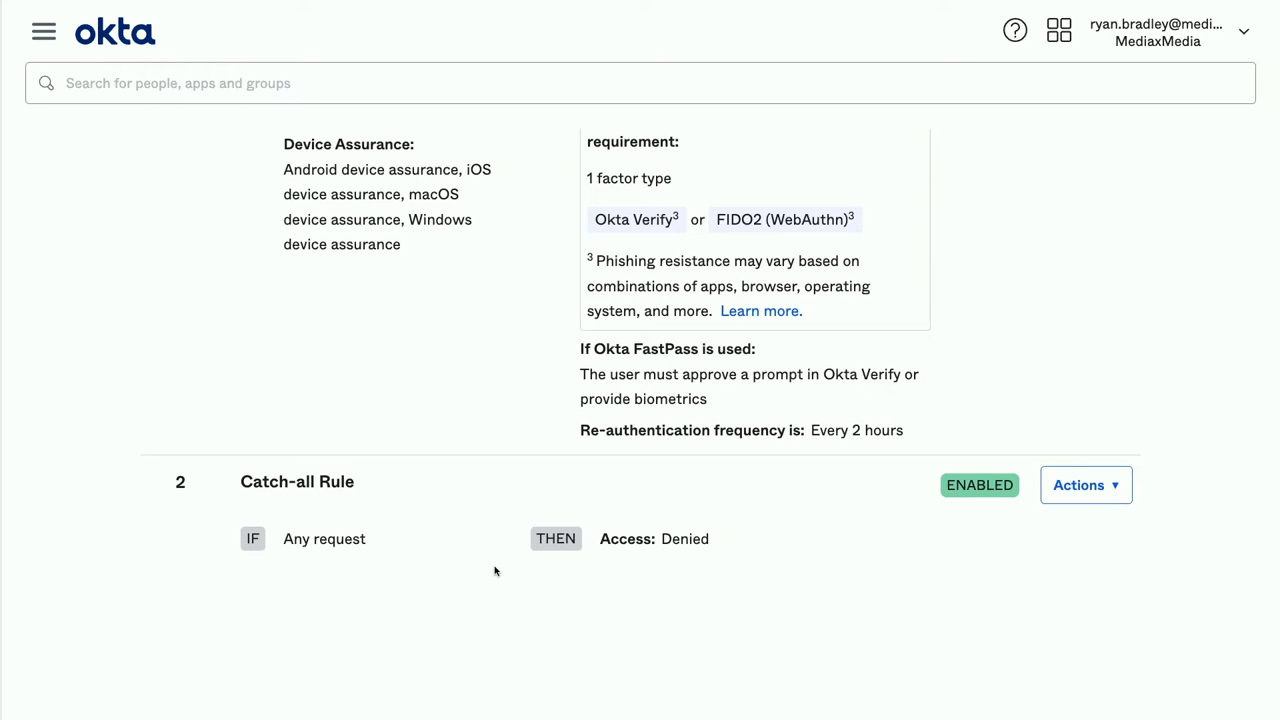 okta
ryan.bradley@medi...
MediaxMedia
Search for people, apps and groups
Device Assurance:
Android device assurance, iOS
device assurance, macOS
device assurance, Windows
device assurance
requirement:
1 factor type
Okta Verify³ or FIDO2 (WebAuthn)³
³ Phishing resistance may vary based on
combinations of apps, browser, operating
system, and more. Learn more.
If Okta FastPass is used:
The user must approve a prompt in Okta Verify or
provide biometrics
Re-authentication frequency is: Every 2 hours
2 Catch-all Rule ENABLED Actions ▾
IF Any request THEN Access: Denied